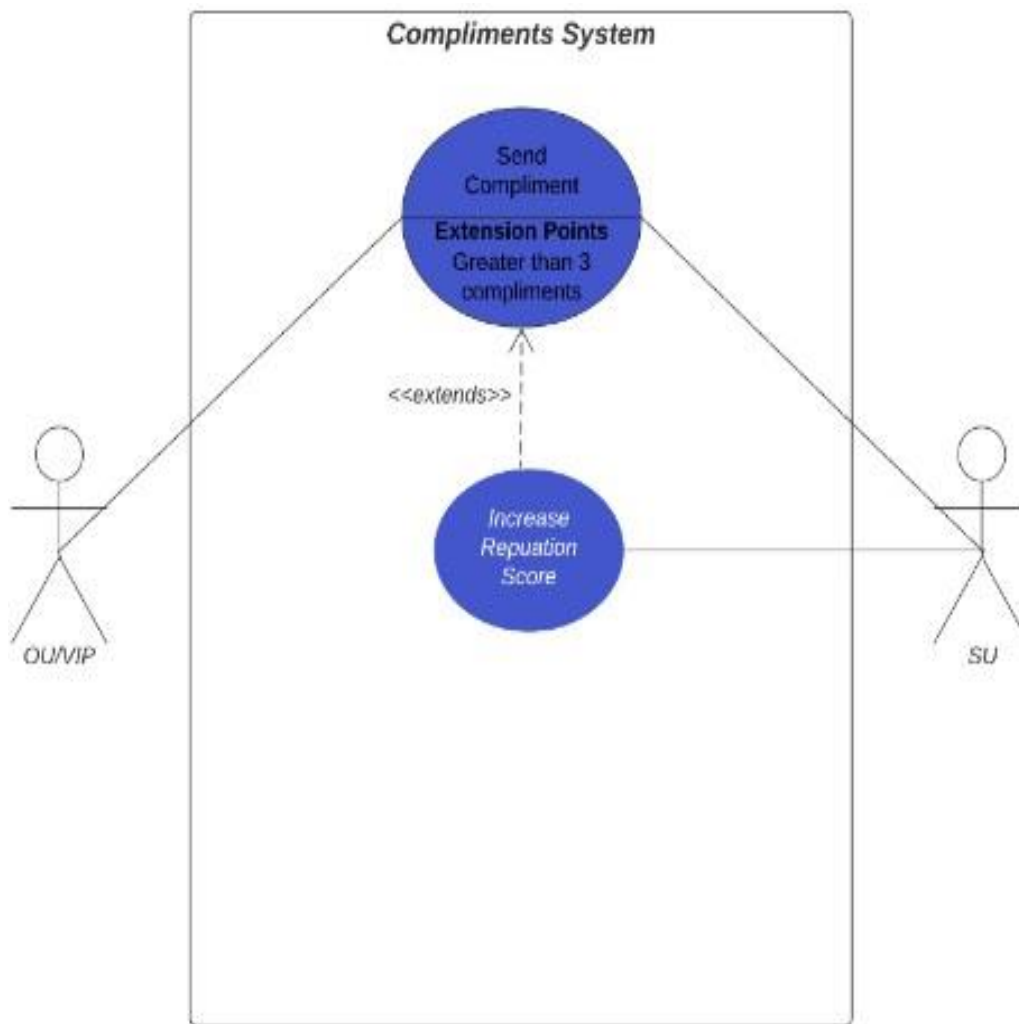 Compliments System
Send
Compliment
Extension Points
Greater than 3
compliments
<<extends>>
Increase
Repuation
Score
OU/VIP
SU